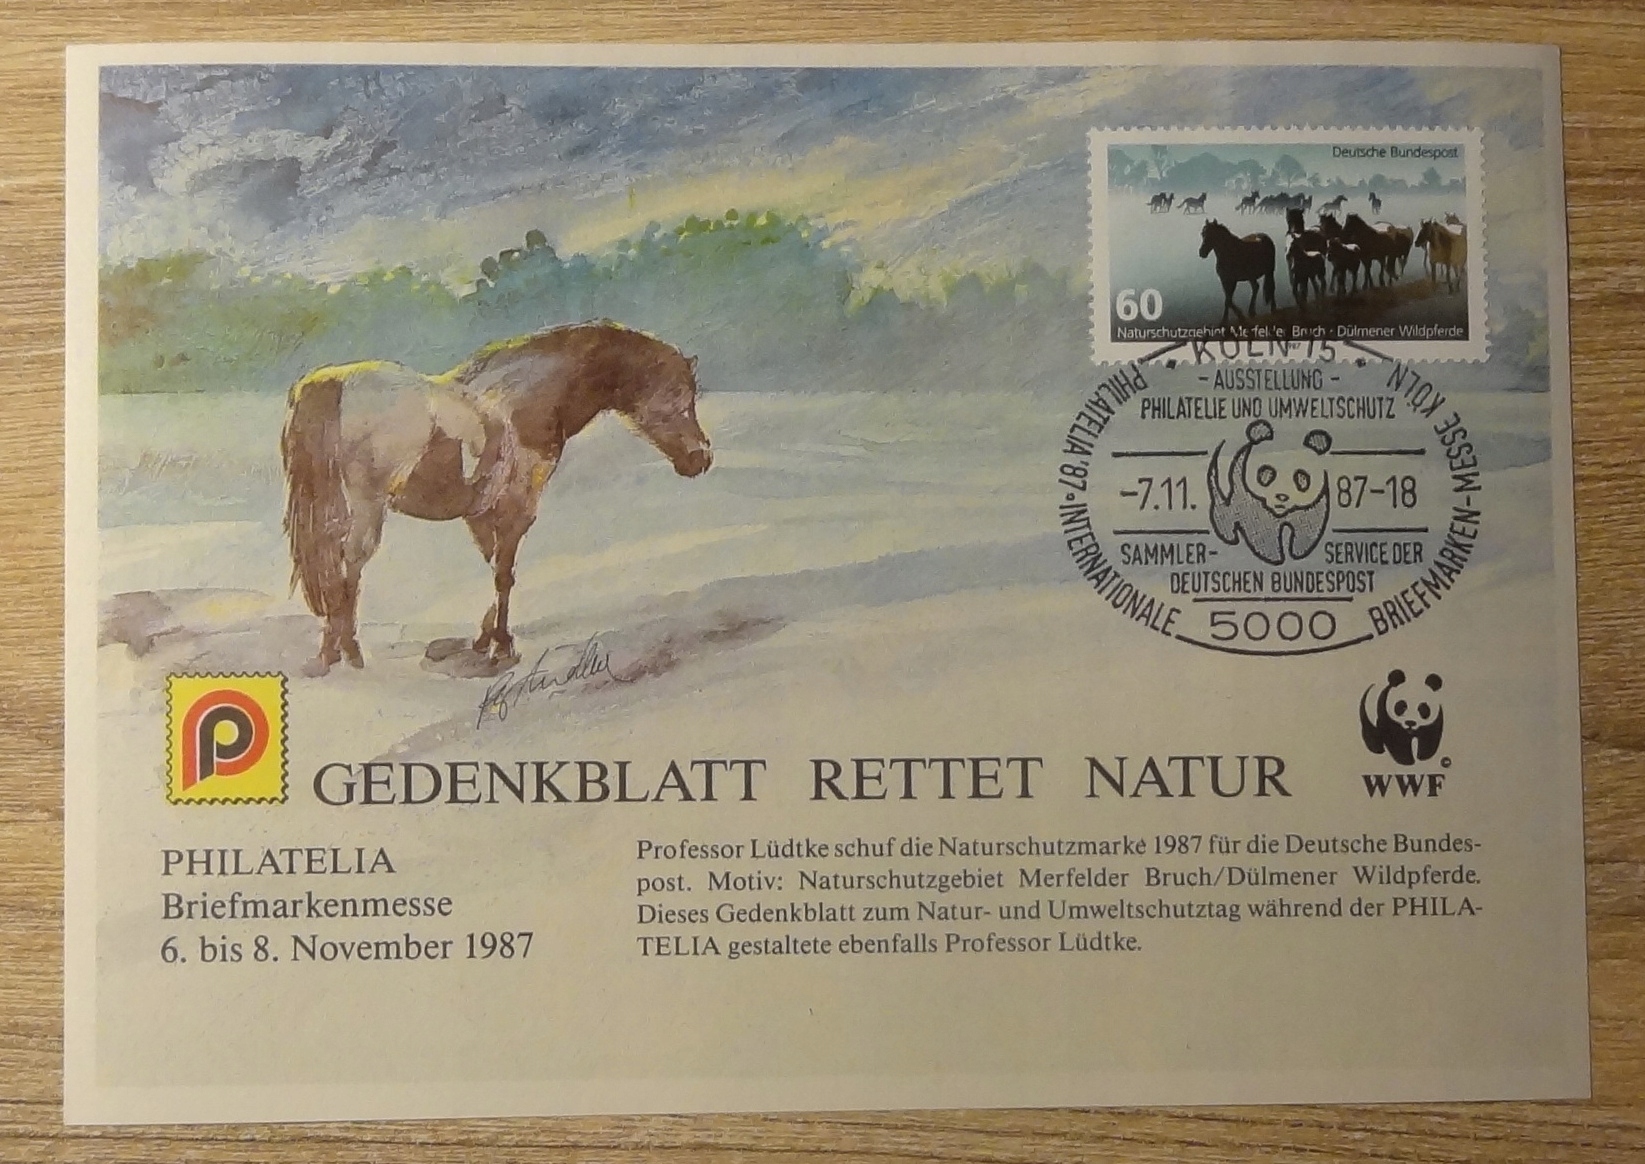 Deutsche Bundespost
60
Naturschutzgebiet Merfelder Bruch · Dülmener Wildpferde
KÖLN 75
- AUSSTELLUNG -
PHILATELIE UND UMWELTSCHUTZ
-7.11. 87-18
SAMMLER- SERVICE DER
DEUTSCHEN BUNDESPOST
5000
PHILATELIA '87 · INTERNATIONALE BRIEFMARKEN-MESSE KÖLN
WWF
GEDENKBLATT RETTET NATUR
PHILATELIA
Briefmarkenmesse
6. bis 8. November 1987
Professor Lüdtke schuf die Naturschutzmarke 1987 für die Deutsche Bundes-
post. Motiv: Naturschutzgebiet Merfelder Bruch/Dülmener Wildpferde.
Dieses Gedenkblatt zum Natur- und Umweltschutztag während der PHILA-
TELIA gestaltete ebenfalls Professor Lüdtke.